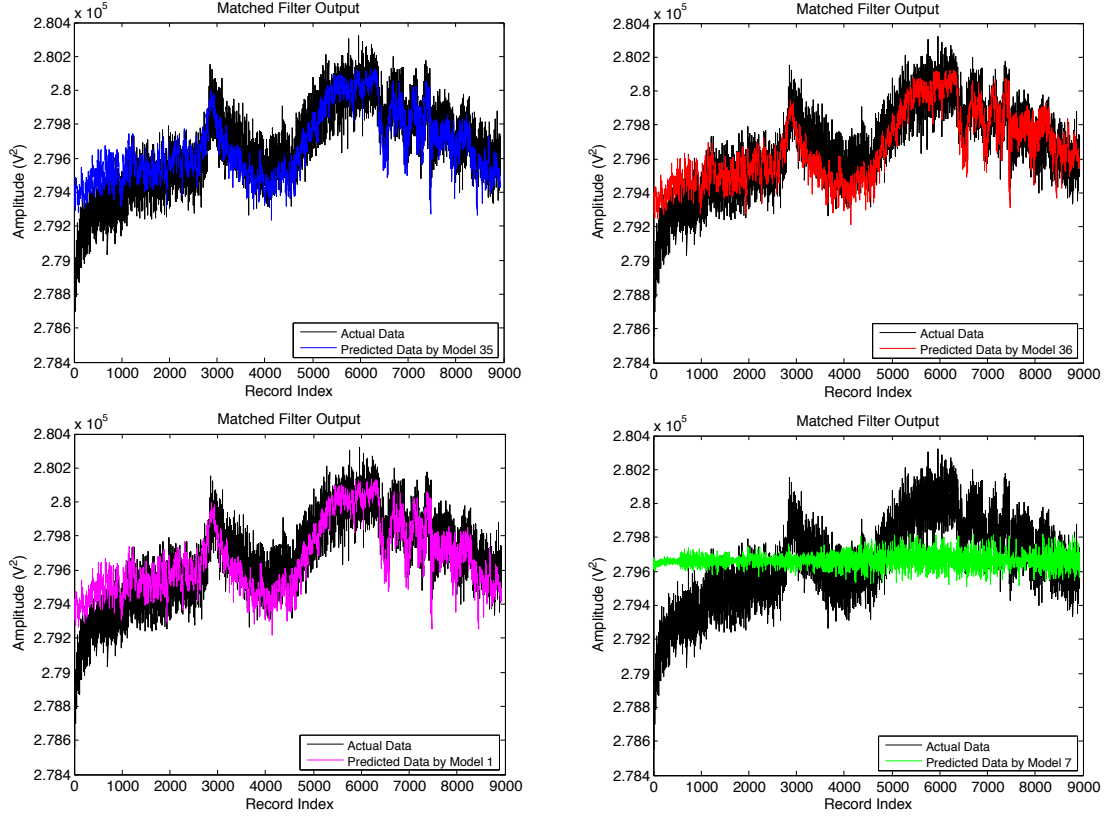 Matched Filter Output
x 10^5
2.804
2.802
2.8
2.798
2.796
2.794
2.792
2.79
2.788
2.786
2.784
Amplitude (V^2)
Actual Data
Predicted Data by Model 35
0 1000 2000 3000 4000 5000 6000 7000 8000 9000
Record Index
Matched Filter Output
x 10^5
2.804
2.802
2.8
2.798
2.796
2.794
2.792
2.79
2.788
2.786
2.784
Amplitude (V^2)
Actual Data
Predicted Data by Model 36
0 1000 2000 3000 4000 5000 6000 7000 8000 9000
Record Index
Matched Filter Output
x 10^5
2.804
2.802
2.8
2.798
2.796
2.794
2.792
2.79
2.788
2.786
2.784
Amplitude (V^2)
Actual Data
Predicted Data by Model 1
0 1000 2000 3000 4000 5000 6000 7000 8000 9000
Record Index
Matched Filter Output
x 10^5
2.804
2.802
2.8
2.798
2.796
2.794
2.792
2.79
2.788
2.786
2.784
Amplitude (V^2)
Actual Data
Predicted Data by Model 7
0 1000 2000 3000 4000 5000 6000 7000 8000 9000
Record Index